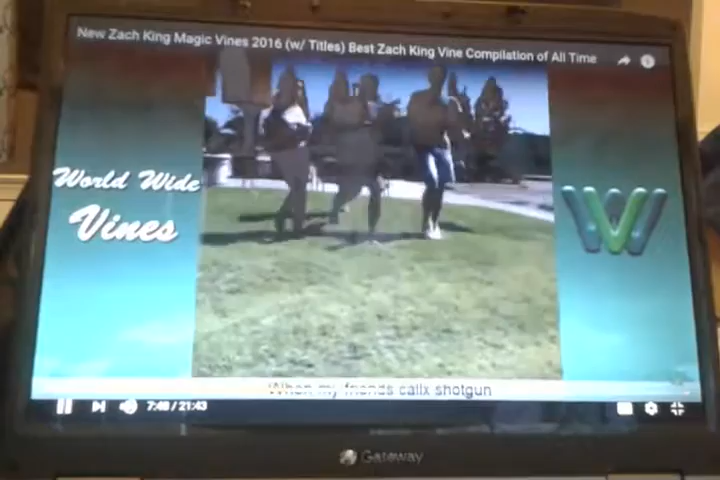 New Zach King Magic Vines 2016 (w/ Titles) Best Zach King Vine Compilation of All Time
World Wide
Vines
W
When my friends callx shotgun
7:48 / 21:43
Gateway